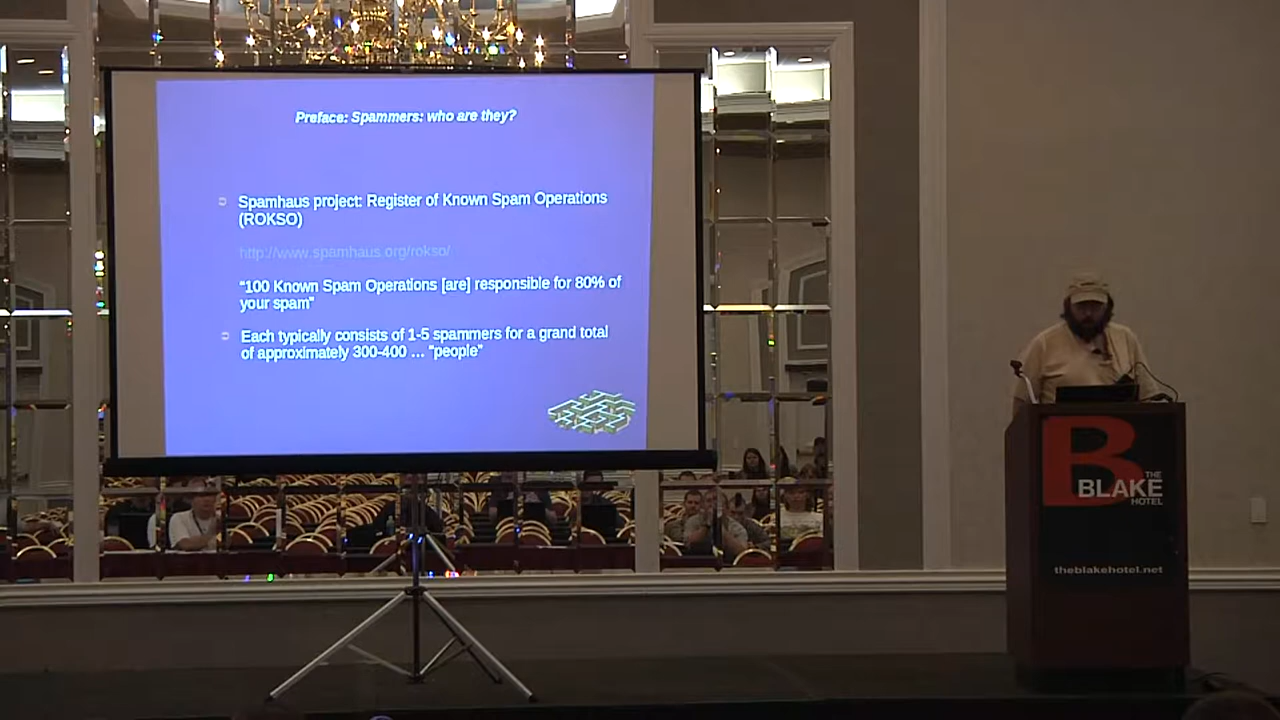 Preface: Spammers: who are they?
Spamhaus project: Register of Known Spam Operations
(ROKSO)
http://www.spamhaus.org/rokso/
"100 Known Spam Operations [are] responsible for 80% of
your spam"
Each typically consists of 1-5 spammers for a grand total
of approximately 300-400 ... "people"
B
THE
BLAKE
HOTEL
theblakehotel.net